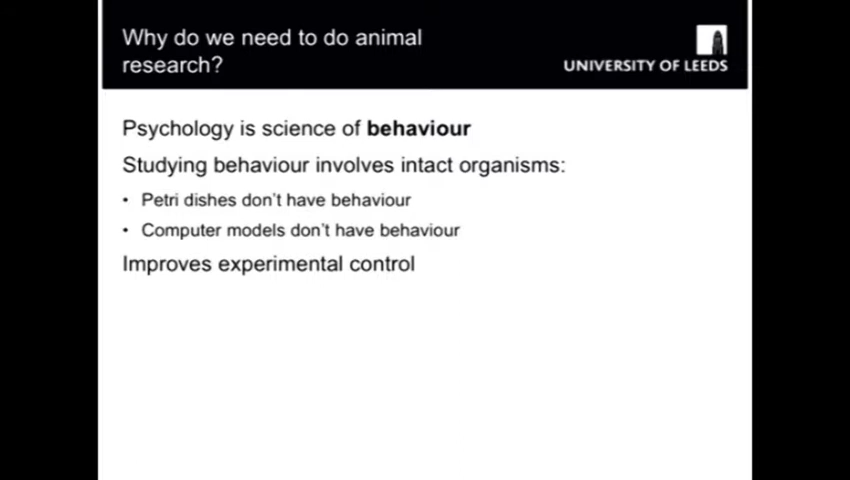 Why do we need to do animal
research?
UNIVERSITY OF LEEDS
Psychology is science of behaviour
Studying behaviour involves intact organisms:
• Petri dishes don't have behaviour
• Computer models don't have behaviour
Improves experimental control